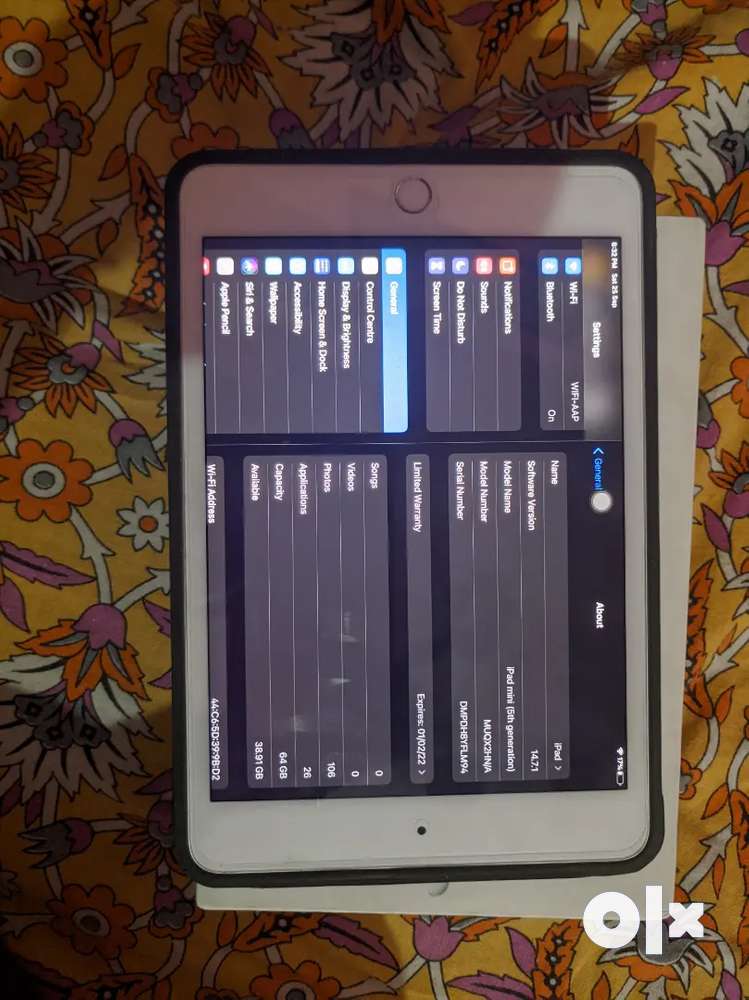 6:32 PM Sat 25 Sep
17%
Settings
Wi-Fi WIFI-AAP
Bluetooth On
Notifications
Sounds
Do Not Disturb
Screen Time
General
Control Centre
Display & Brightness
Home Screen & Dock
Accessibility
Wallpaper
Siri & Search
Apple Pencil
General
About
Name iPad
Software Version 14.7.1
Model Name iPad mini (5th generation)
Model Number MUQX2HN/A
Serial Number DMPDH8YFLM94
Limited Warranty Expires: 01/02/22
Songs 0
Videos 0
Photos 106
Applications 26
Capacity 64 GB
Available 38.91 GB
Wi-Fi Address 44:C6:5D:39:9B:D2
olx